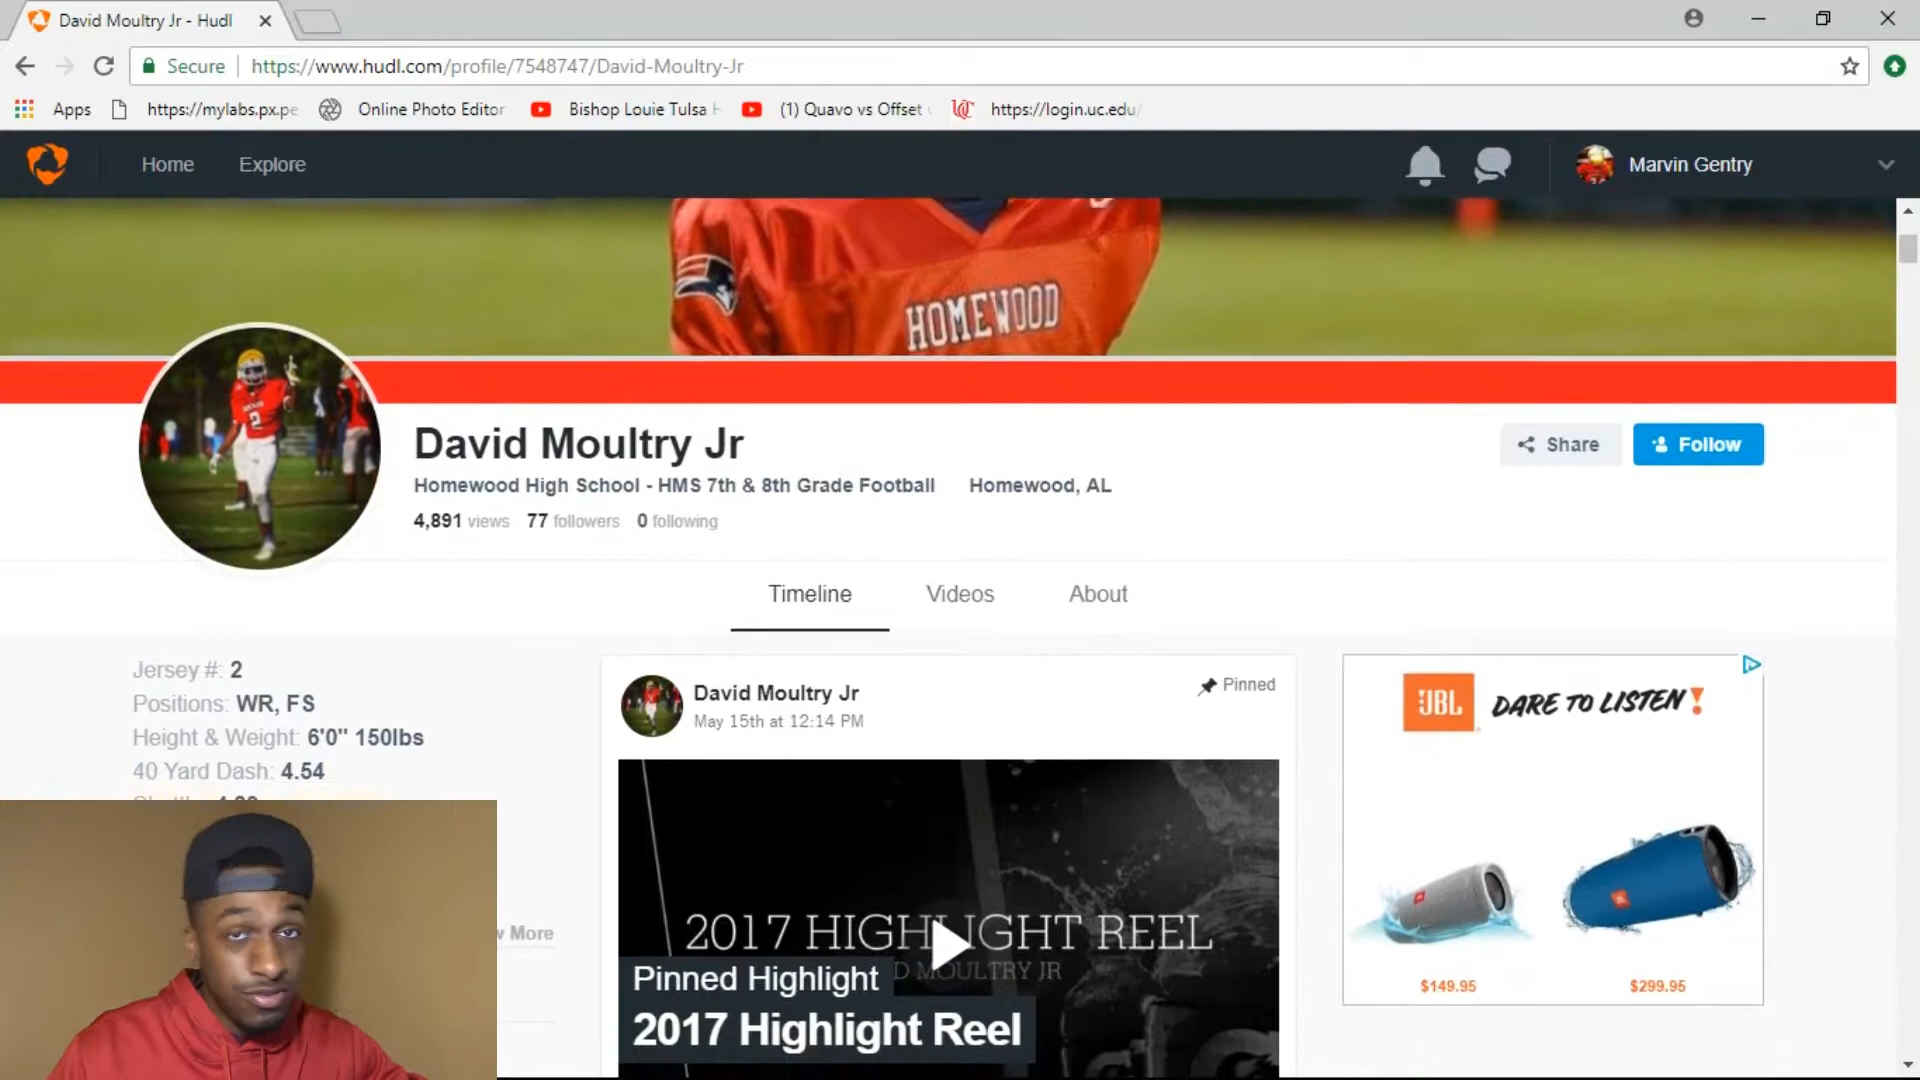 David Moultry Jr - Hudl
Secure https://www.hudl.com/profile/7548747/David-Moultry-Jr
Apps https://mylabs.px.pe Online Photo Editor Bishop Louie Tulsa (1) Quavo vs Offset UC https://login.uc.edu/
Home Explore Marvin Gentry
HOMEWOOD
2
David Moultry Jr
Share Follow
Homewood High School - HMS 7th & 8th Grade Football Homewood, AL
4,891 views 77 followers 0 following
Timeline Videos About
Jersey #: 2
Positions: WR, FS
Height & Weight: 6'0" 150lbs
40 Yard Dash: 4.54
More
David Moultry Jr
May 15th at 12:14 PM
Pinned
2017 HIGHLIGHT REEL
D MOULTRY JR
Pinned Highlight
2017 Highlight Reel
JBL DARE TO LISTEN!
$149.95 $299.95